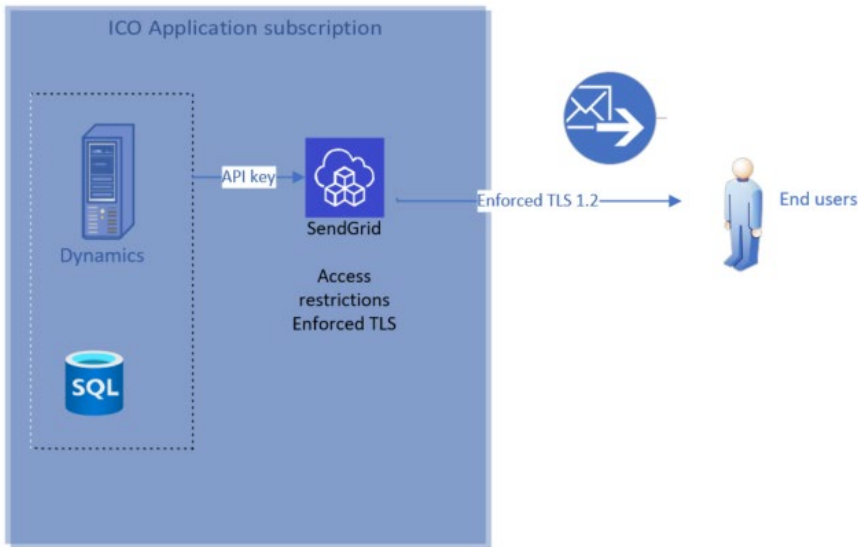 ICO Application subscription
API key
SendGrid
Dynamics
Access
restrictions
Enforced TLS
SQL
Enforced TLS 1.2
End users